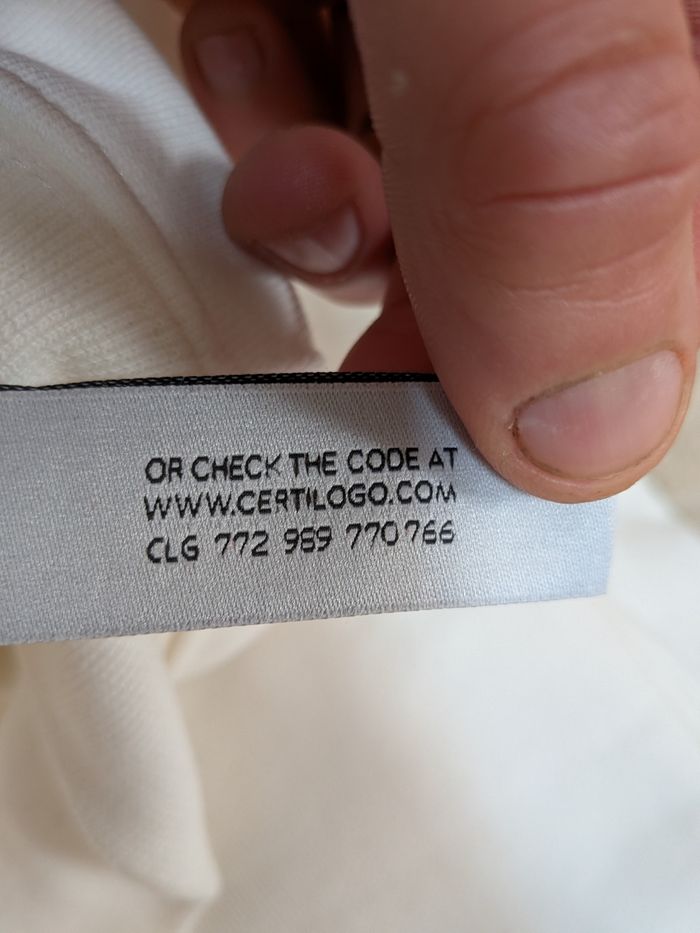 OR CHECK THE CODE AT
WWW.CERTILOGO.COM
CLG 772 989 770 766